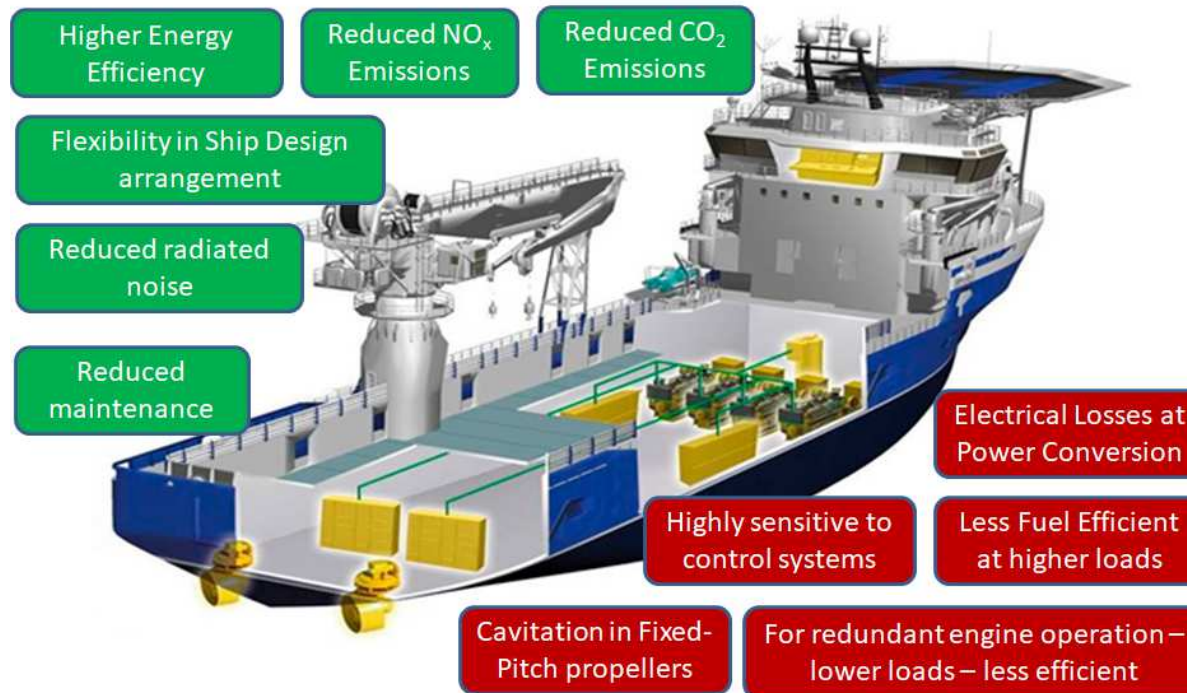 Higher Energy
Efficiency
Reduced NOₓ
Emissions
Reduced CO₂
Emissions
Flexibility in Ship Design
arrangement
Reduced radiated
noise
Reduced
maintenance
Electrical Losses at
Power Conversion
Highly sensitive to
control systems
Less Fuel Efficient
at higher loads
Cavitation in Fixed-
Pitch propellers
For redundant engine operation –
lower loads – less efficient